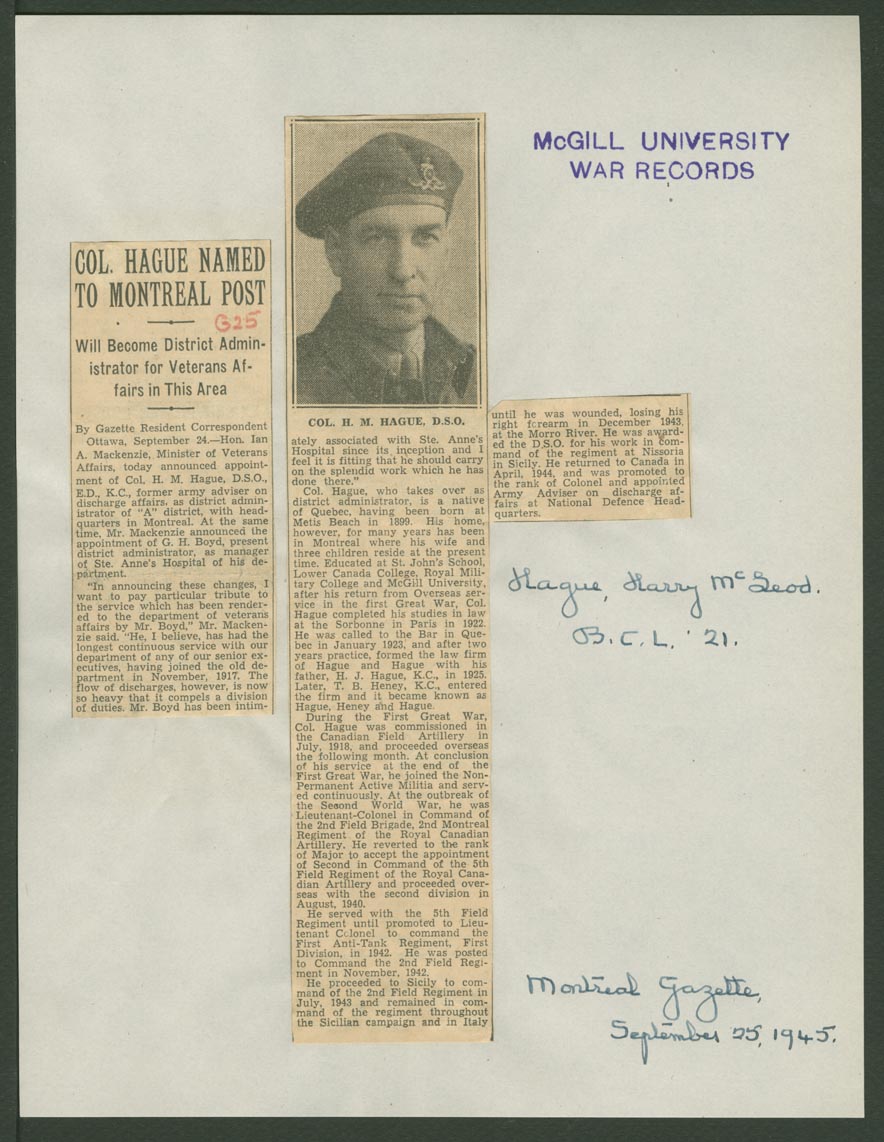 McGILL UNIVERSITY
WAR RECORDS
COL. HAGUE NAMED
TO MONTREAL POST
G25
Will Become District Admin-
istrator for Veterans Af-
fairs in This Area
By Gazette Resident Correspondent
Ottawa, September 24.—Hon. Ian
A. Mackenzie, Minister of Veterans
Affairs, today announced appoint-
ment of Col. H. M. Hague, D.S.O.,
E.D., K.C., former army adviser on
discharge affairs, as district admin-
istrator of "A" district, with head-
quarters in Montreal. At the same
time, Mr. Mackenzie announced the
appointment of G. H. Boyd, present
district administrator, as manager
of Ste. Anne's Hospital of his de-
partment.
"In announcing these changes, I
want to pay particular tribute to
the service which has been render-
ed to the department of veterans
affairs by Mr. Boyd," Mr. Macken-
zie said. "He, I believe, has had the
longest continuous service with our
department of any of our senior ex-
ecutives, having joined the old de-
partment in November, 1917. The
flow of discharges, however, is now
so heavy that it compels a division
of duties. Mr. Boyd has been intim-
COL. H. M. HAGUE, D.S.O.
ately associated with Ste. Anne's
Hospital since its inception and I
feel it is fitting that he should carry
on the splendid work which he has
done there."
Col. Hague, who takes over as
district administrator, is a native
of Quebec, having been born at
Metis Beach in 1899. His home,
however, for many years has been
in Montreal where his wife and
three children reside at the present
time. Educated at St. John's School,
Lower Canada College, Royal Mili-
tary College and McGill University,
after his return from Overseas ser-
vice in the first Great War, Col.
Hague completed his studies in law
at the Sorbonne in Paris in 1922.
He was called to the Bar in Que-
bec in January 1923, and after two
years practice, formed the law firm
of Hague and Hague with his
father, H. J. Hague, K.C., in 1925.
Later, T. B. Heney, K.C., entered
the firm and it became known as
Hague, Heney and Hague.
During the First Great War,
Col. Hague was commissioned in
the Canadian Field Artillery in
July, 1918, and proceeded overseas
the following month. At conclusion
of his service at the end of the
First Great War, he joined the Non-
Permanent Active Militia and serv-
ed continuously. At the outbreak of
the Second World War, he was
Lieutenant-Colonel in Command of
the 2nd Field Brigade, 2nd Montreal
Regiment of the Royal Canadian
Artillery. He reverted to the rank
of Major to accept the appointment
of Second in Command of the 5th
Field Regiment of the Royal Cana-
dian Artillery and proceeded over-
seas with the second division in
August, 1940.
He served with the 5th Field
Regiment until promoted to Lieu-
tenant Colonel to command the
First Anti-Tank Regiment, First
Division, in 1942. He was posted
to Command the 2nd Field Regi-
ment in November, 1942.
He proceeded to Sicily to com-
mand of the 2nd Field Regiment in
July, 1943 and remained in com-
mand of the regiment throughout
the Sicilian campaign and in Italy
until he was wounded, losing his
right forearm in December 1943,
at the Morro River. He was award-
ed the D.S.O. for his work in com-
mand of the regiment at Nissoria
in Sicily. He returned to Canada in
April, 1944, and was promoted to
the rank of Colonel and appointed
Army Adviser on discharge af-
fairs at National Defence Head-
quarters.
Hague, Harry McLeod.
B.C.L. '21.
Montreal Gazette,
September 25, 1945.